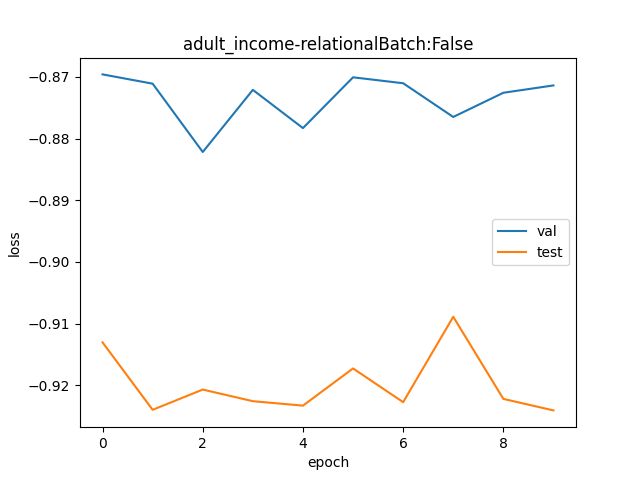 adult_income-relationalBatch:False
−0.87
−0.88
−0.89
−0.90
−0.91
−0.92
loss
val
test
0
2
4
6
8
epoch